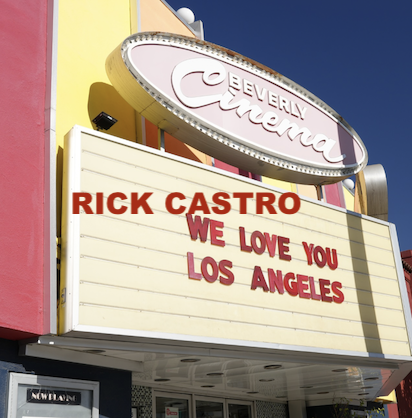 BEVERLY
Cinema
RICK CASTRO
WE LOVE YOU
LOS ANGELES
NOW PLAYING